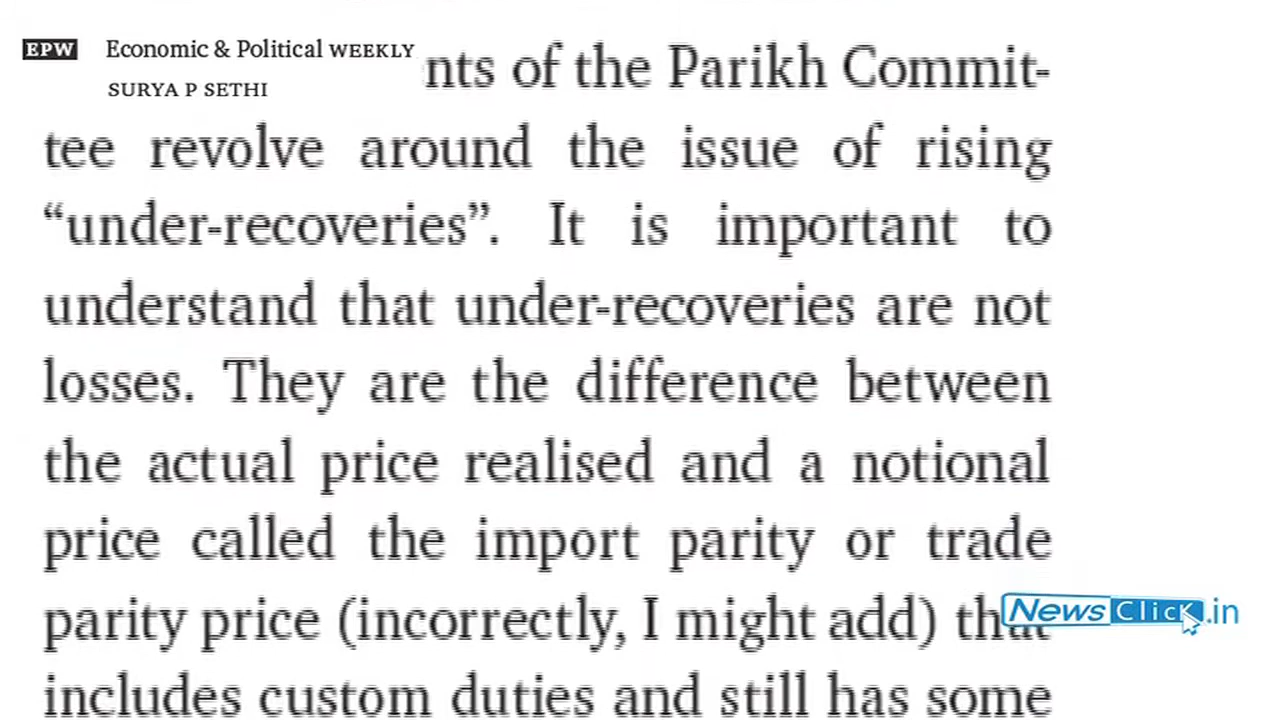 EPW Economic & Political WEEKLY
SURYA P SETHI
nts of the Parikh Commit-
tee revolve around the issue of rising
“under-recoveries”. It is important to
understand that under-recoveries are not
losses. They are the difference between
the actual price realised and a notional
price called the import parity or trade
parity price (incorrectly, I might add) that
includes custom duties and still has some
NewsClick.in